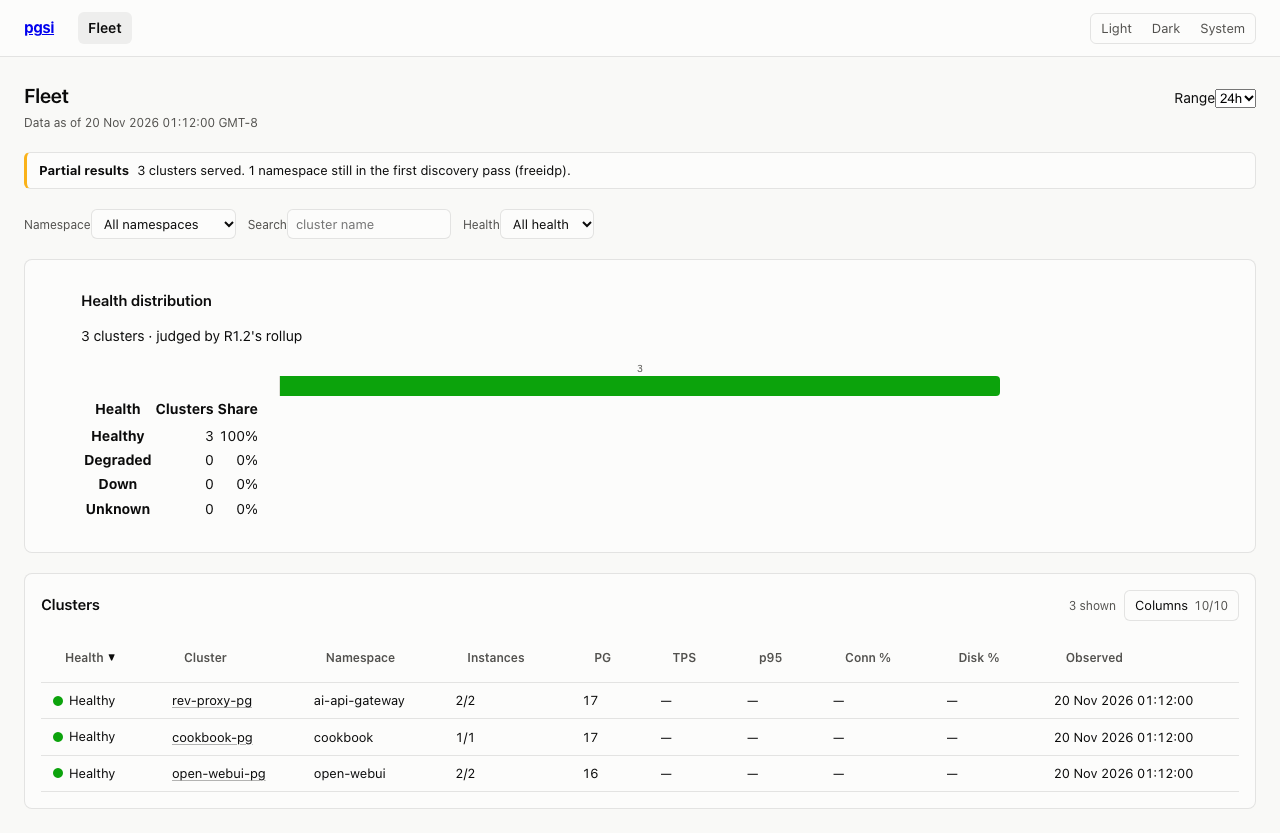 pgsi Fleet Light Dark System
Fleet
Range 24h
Data as of 20 Nov 2026 01:12:00 GMT-8
Partial results 3 clusters served. 1 namespace still in the first discovery pass (freeidp).
Namespace All namespaces Search cluster name Health All health
Health distribution
3 clusters · judged by R1.2's rollup
3
Health Clusters Share
Healthy 3 100%
Degraded 0 0%
Down 0 0%
Unknown 0 0%
Clusters 3 shown Columns 10/10
Health ▼ Cluster Namespace Instances PG TPS p95 Conn % Disk % Observed
Healthy rev-proxy-pg ai-api-gateway 2/2 17 — — — — 20 Nov 2026 01:12:00
Healthy cookbook-pg cookbook 1/1 17 — — — — 20 Nov 2026 01:12:00
Healthy open-webui-pg open-webui 2/2 16 — — — — 20 Nov 2026 01:12:00